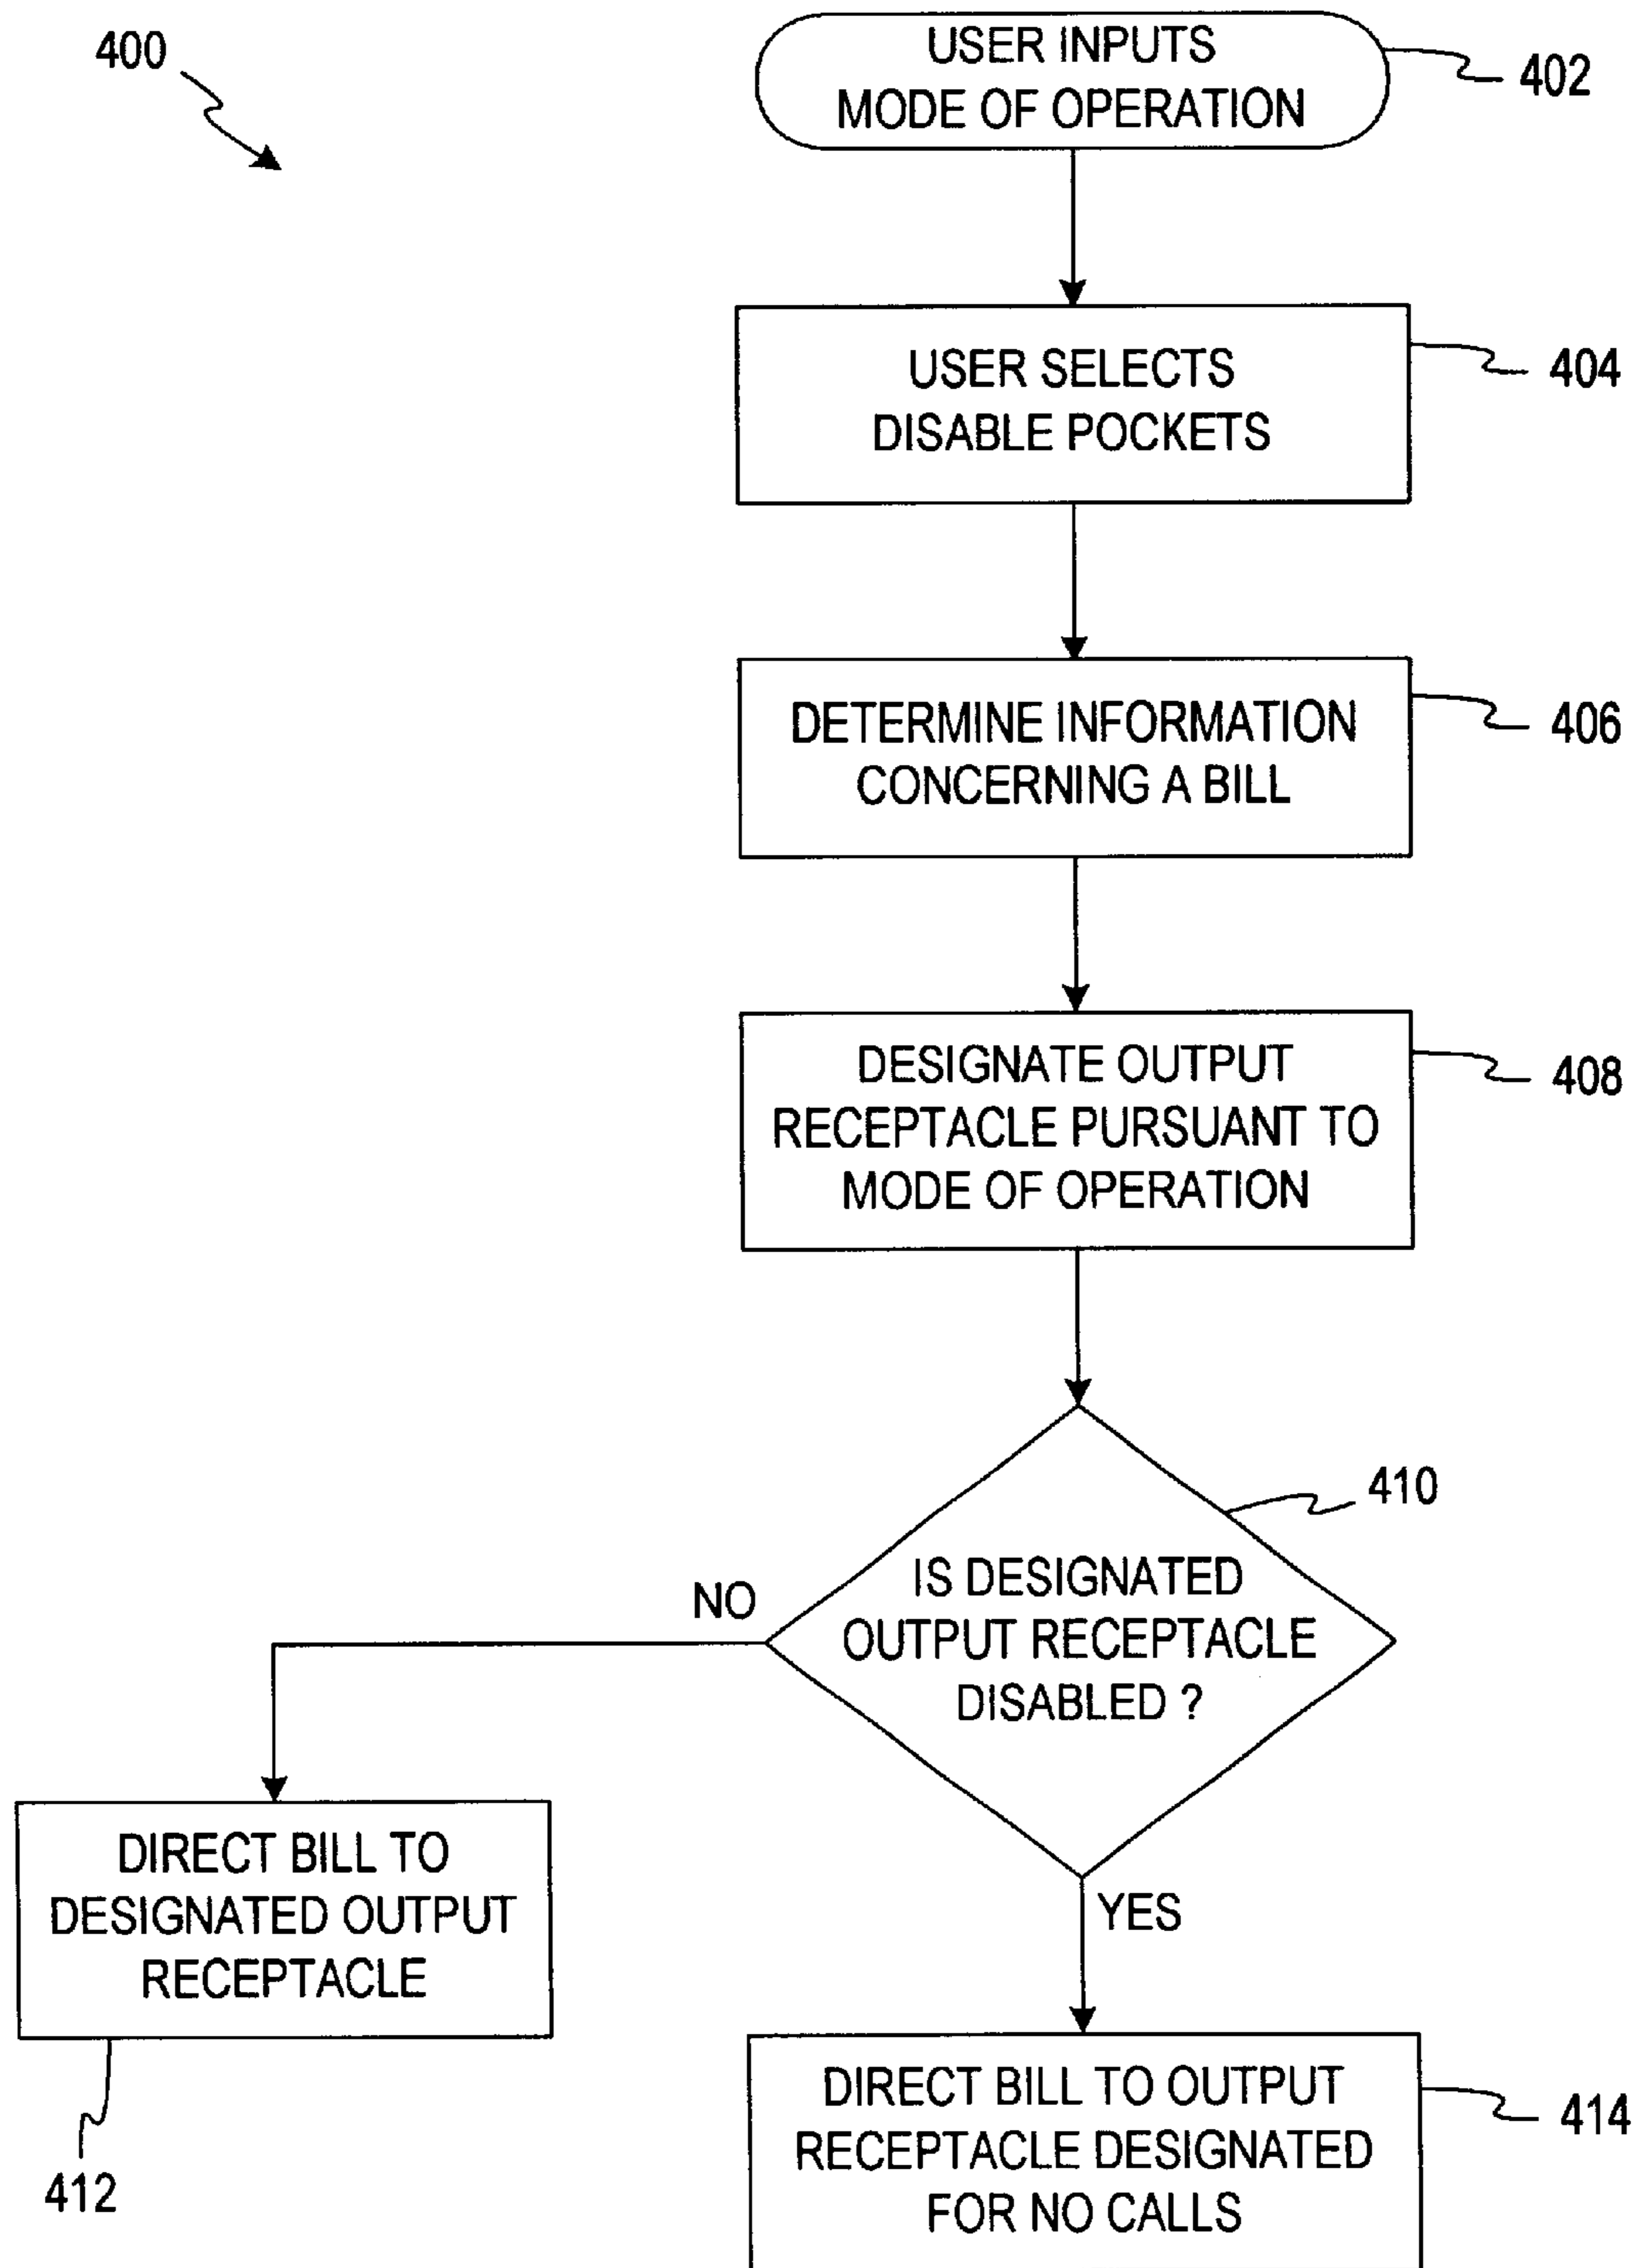 400
USER INPUTS
MODE OF OPERATION
402
USER SELECTS
DISABLE POCKETS
404
DETERMINE INFORMATION
CONCERNING A BILL
406
DESIGNATE OUTPUT
RECEPTACLE PURSUANT TO
MODE OF OPERATION
408
410
IS DESIGNATED
OUTPUT RECEPTACLE
DISABLED ?
NO
YES
DIRECT BILL TO
DESIGNATED OUTPUT
RECEPTACLE
412
DIRECT BILL TO OUTPUT
RECEPTACLE DESIGNATED
FOR NO CALLS
414